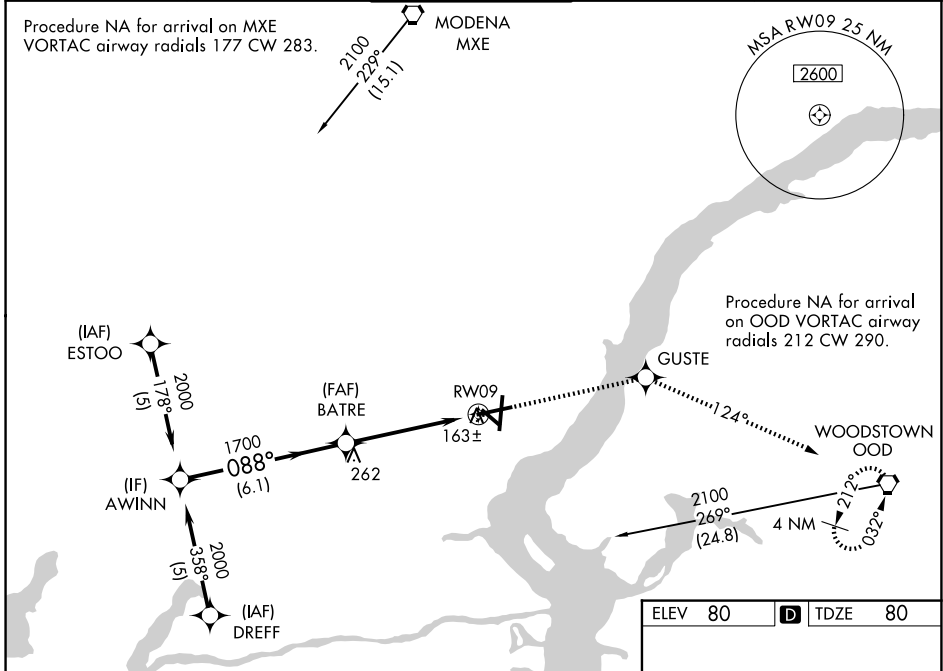 Procedure NA for arrival on MXE
VORTAC airway radials 177 CW 283.
MODENA
MXE
2100
229°
(15.1)
MSA RW09 25 NM
2600
Procedure NA for arrival
on OOD VORTAC airway
radials 212 CW 290.
(IAF)
ESTOO
2000
178°
(5)
(FAF)
BATRE
RW09
163±
GUSTE
124°
1700
088°
(6.1)
262
(IF)
AWINN
WOODSTOWN
OOD
2100
269°
(24.8)
4 NM
212°
032°
2000
358°
(5)
(IAF)
DREFF
ELEV 80 D TDZE 80